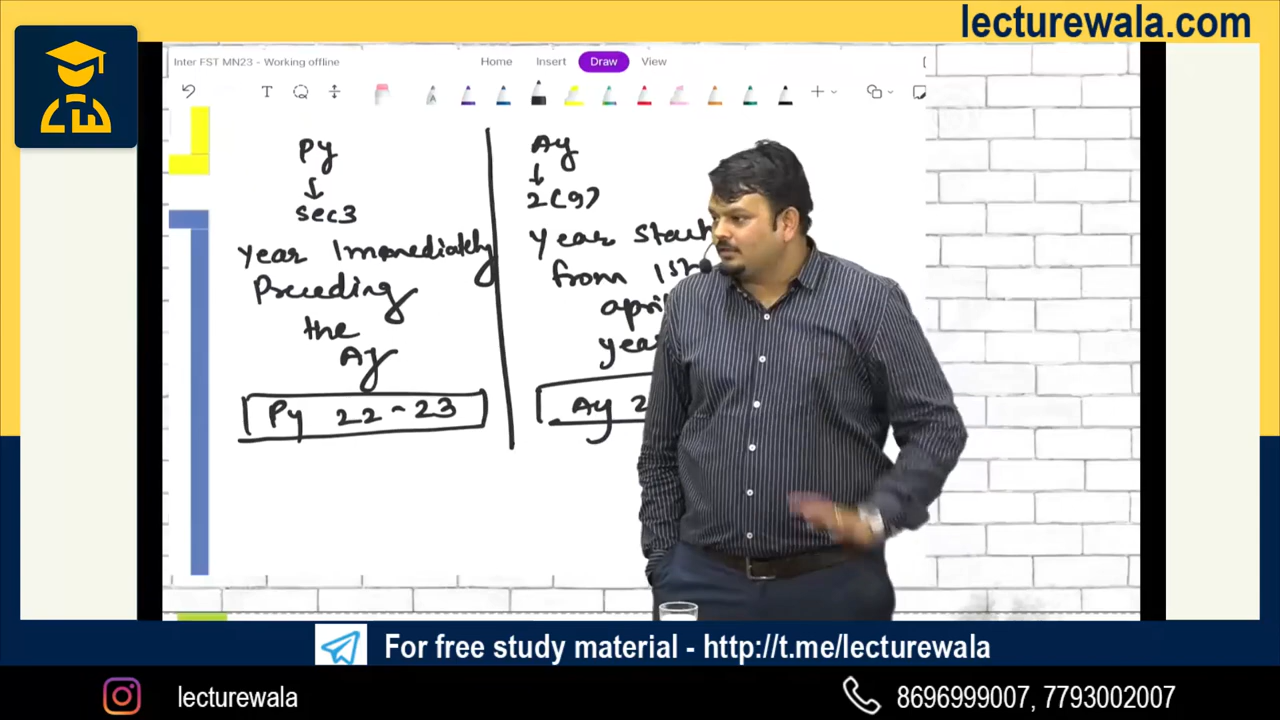 lecturewala.com
Inter FST MN23 - Working offline
Home
Insert
Draw
View
Py
sec3
Year Immediately
Preceding
the
Ay
Py 22-23
Ay
2(9)
Year
from 1st
Ay 2
For free study material - http://t.me/lecturewala
lecturewala
8696999007, 7793002007